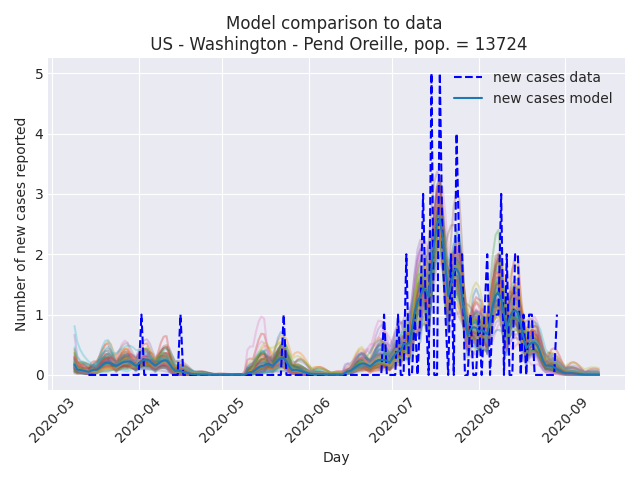 Model comparison to data
US - Washington - Pend Oreille, pop. = 13724
new cases data
new cases model
Number of new cases reported
5
4
3
2
1
0
2020-03
2020-04
2020-05
2020-06
2020-07
2020-08
2020-09
Day